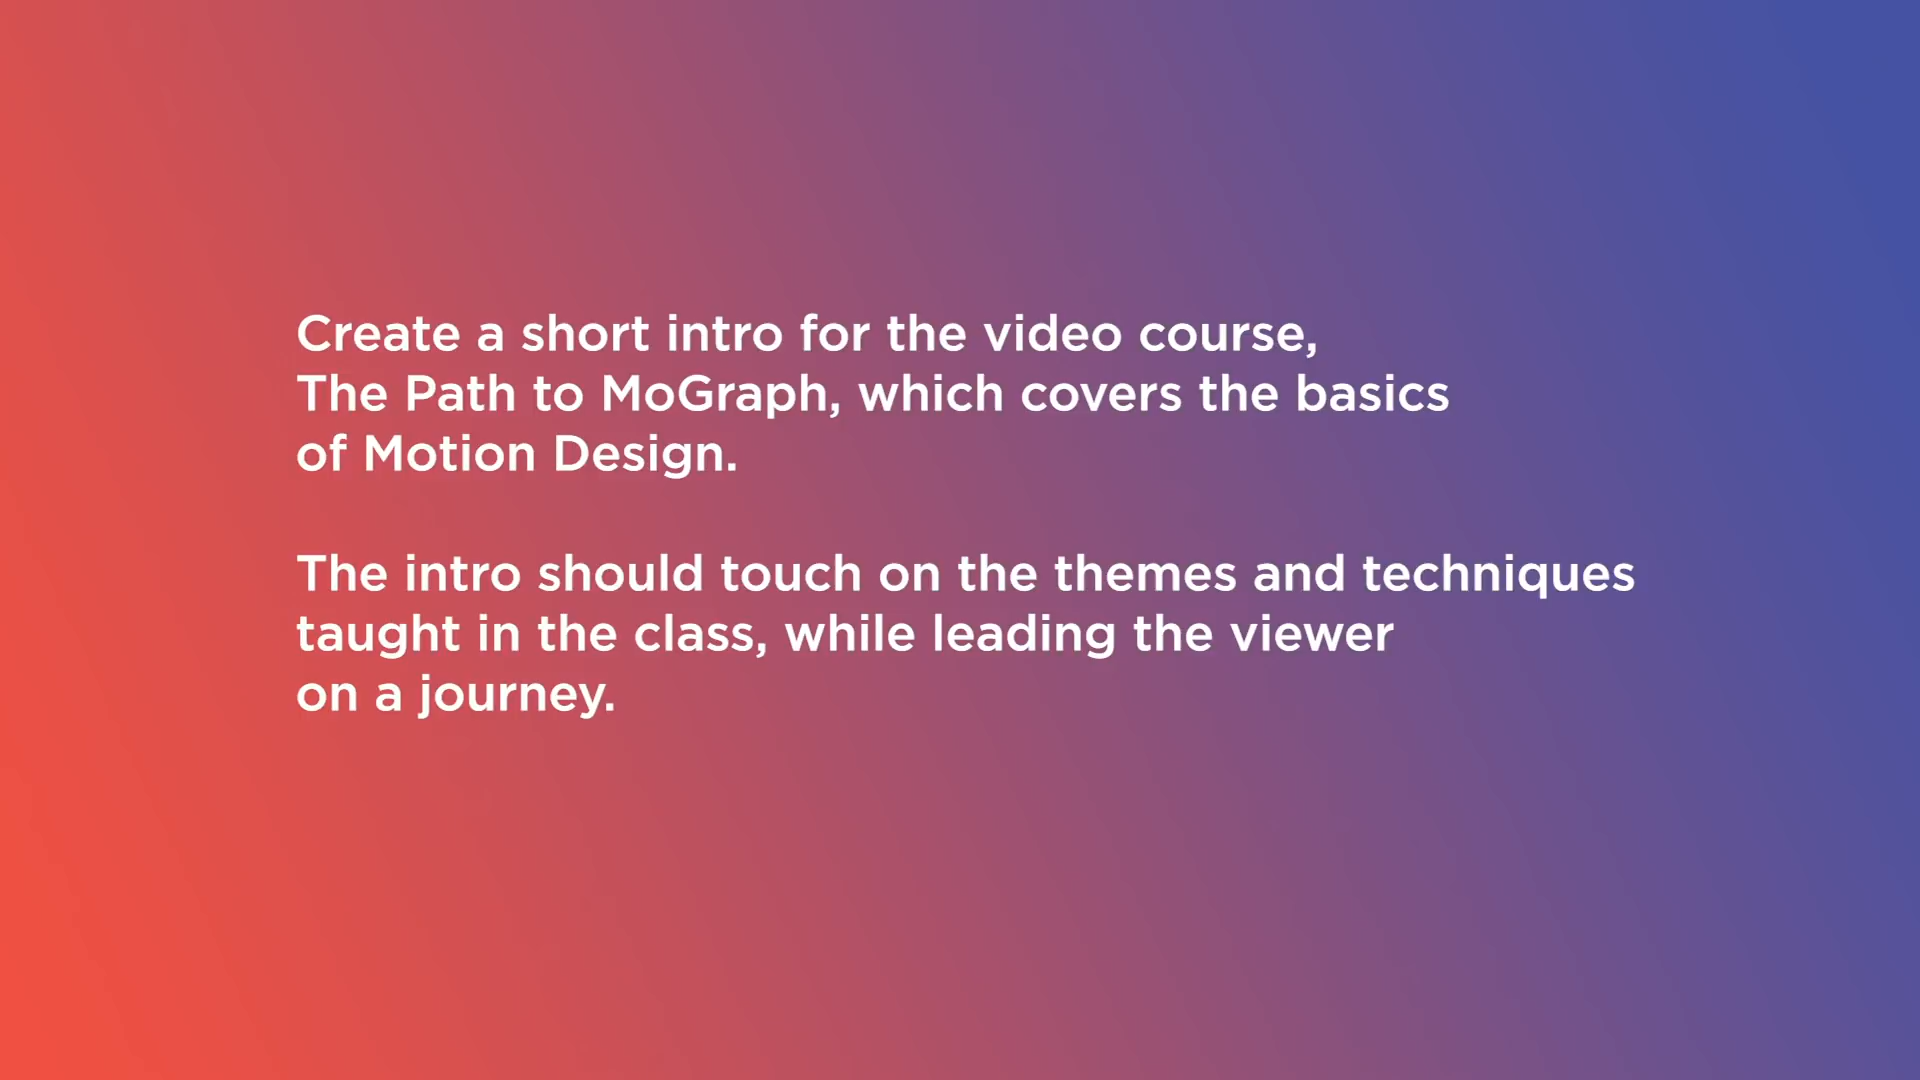 Create a short intro for the video course,
The Path to MoGraph, which covers the basics
of Motion Design.
The intro should touch on the themes and techniques
taught in the class, while leading the viewer
on a journey.